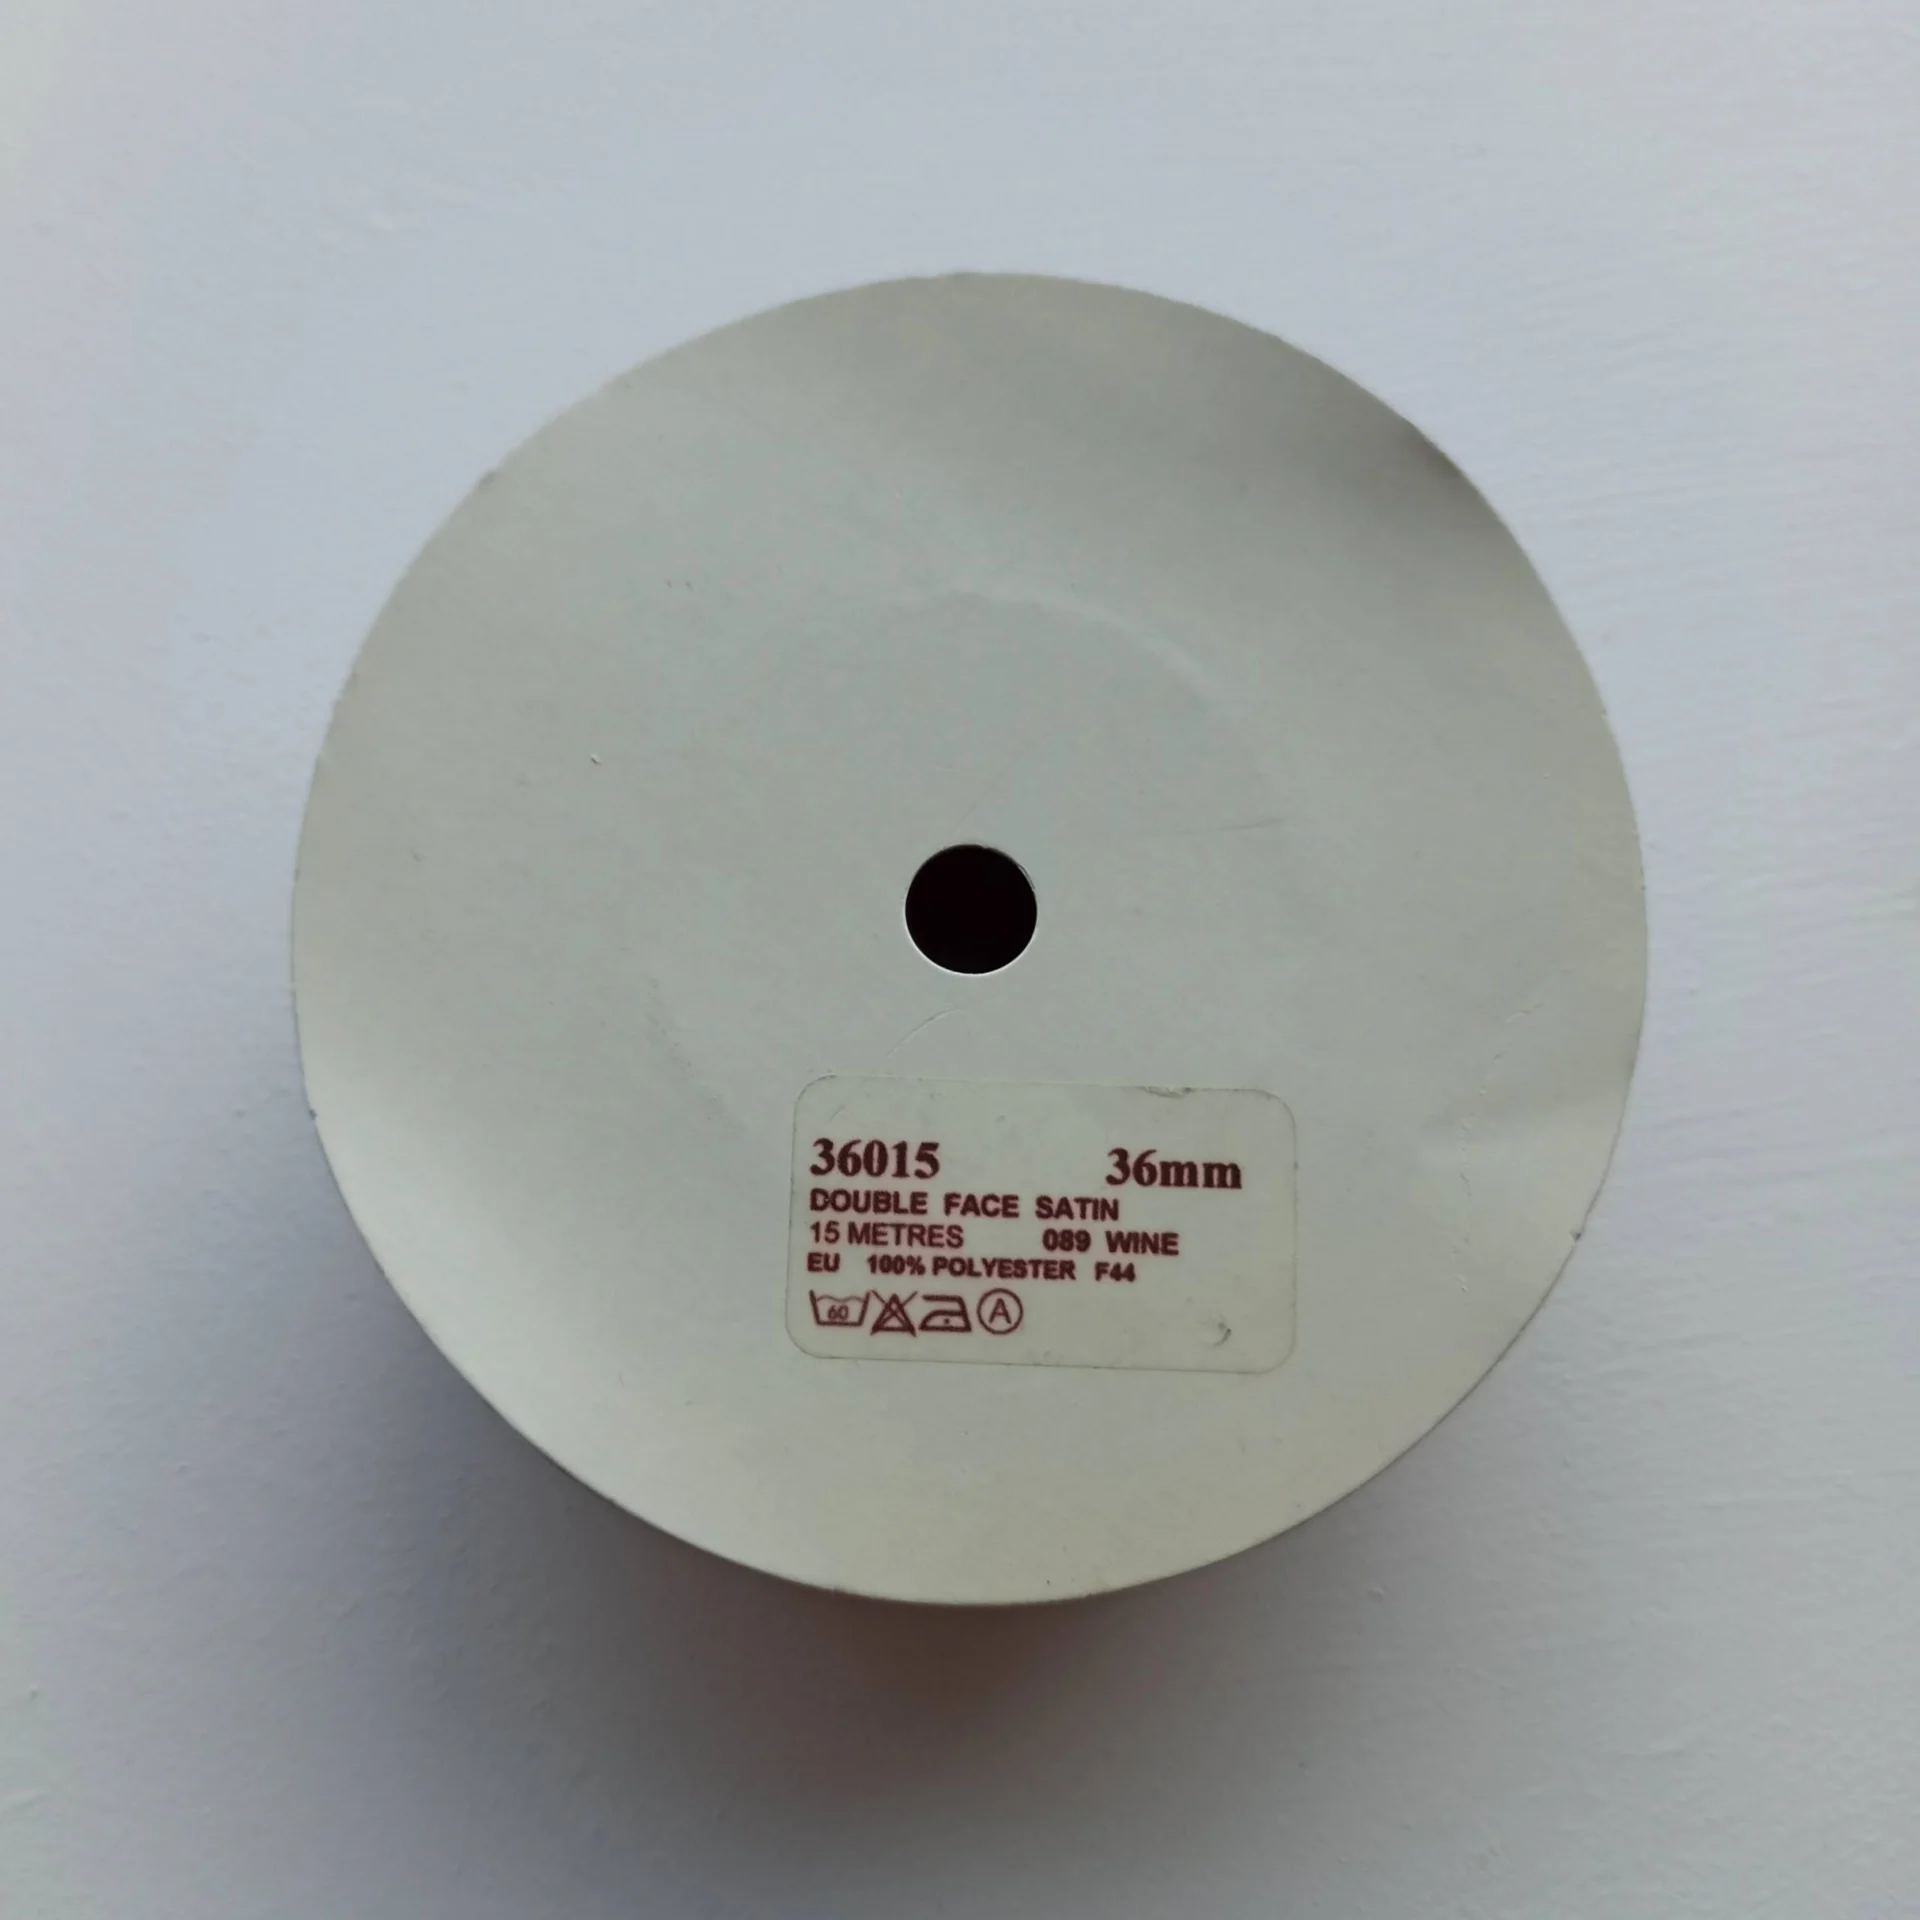 36015 36mm
DOUBLE FACE SATIN
15 METRES 089 WINE
EU 100% POLYESTER F44
60 A